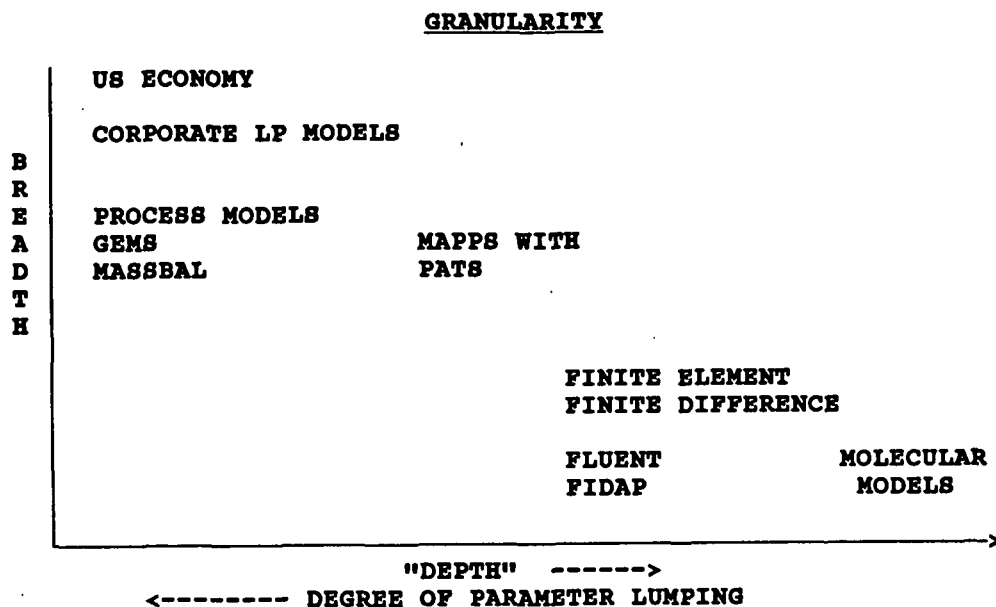 GRANULARITY
US ECONOMY
CORPORATE LP MODELS
BREADTH
PROCESS MODELS
GEMS
MASSBAL
MAPPS WITH
PATS
FINITE ELEMENT
FINITE DIFFERENCE
FLUENT
FIDAP
MOLECULAR
MODELS
"DEPTH" ------>
<-------- DEGREE OF PARAMETER LUMPING